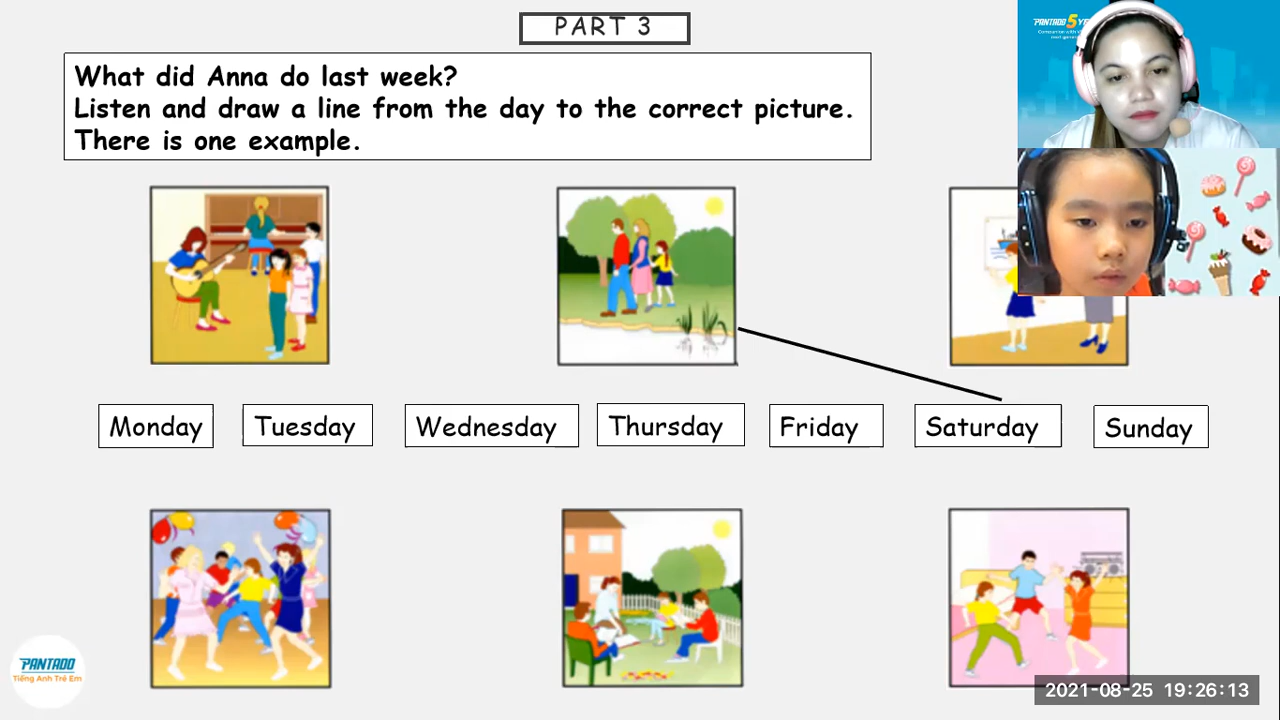 PART 3
What did Anna do last week?
Listen and draw a line from the day to the correct picture.
There is one example.
Monday
Tuesday
Wednesday
Thursday
Friday
Saturday
Sunday
PANTADO
Tiếng Anh Trẻ Em
2021-08-25 19:26:13